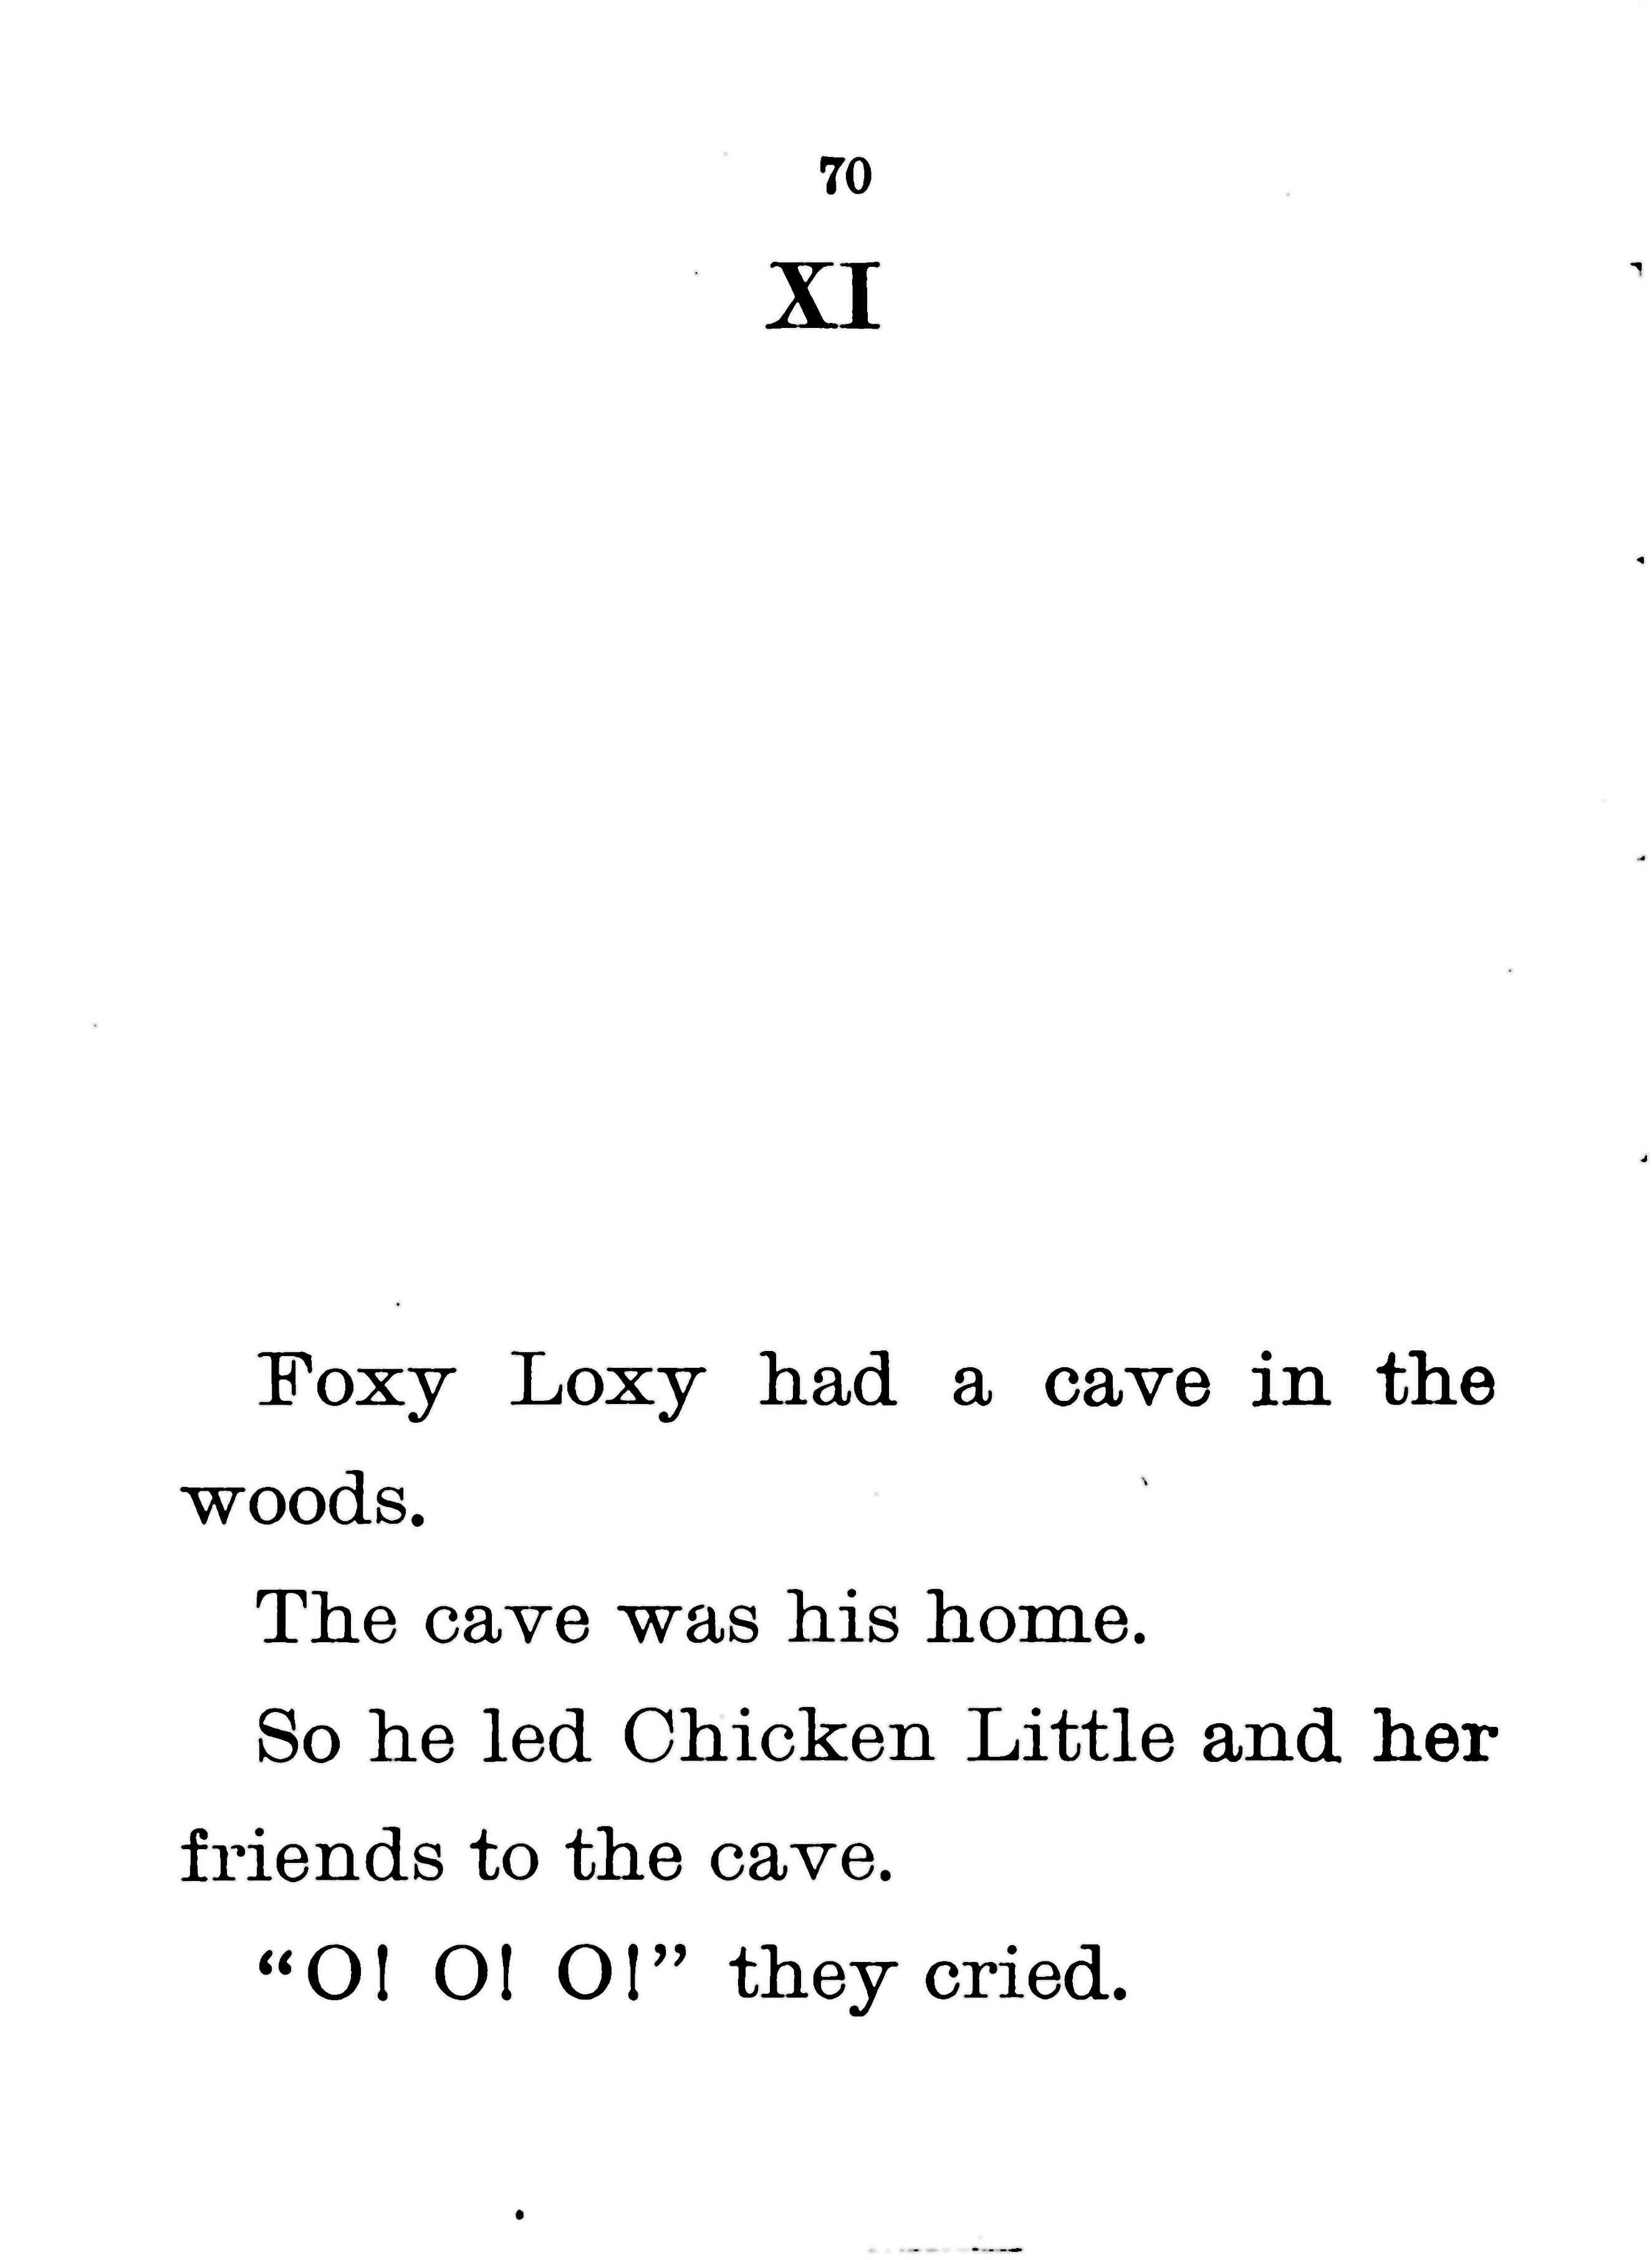 70
XI
Foxy Loxy had a cave in the
woods.
The cave was his home.
So he led Chicken Little and her
friends to the cave.
"O! O! O!" they cried.